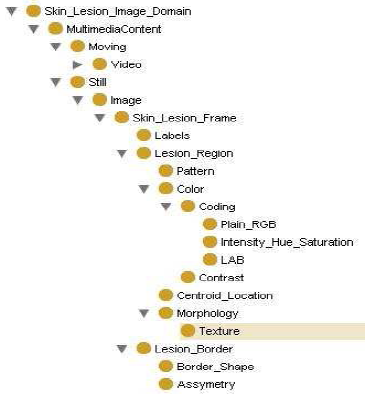 Skin_Lesion_Image_Domain
MultimediaContent
Moving
Video
Still
Image
Skin_Lesion_Frame
Labels
Lesion_Region
Pattern
Color
Coding
Plain_RGB
Intensity_Hue_Saturation
LAB
Contrast
Centroid_Location
Morphology
Texture
Lesion_Border
Border_Shape
Assymetry